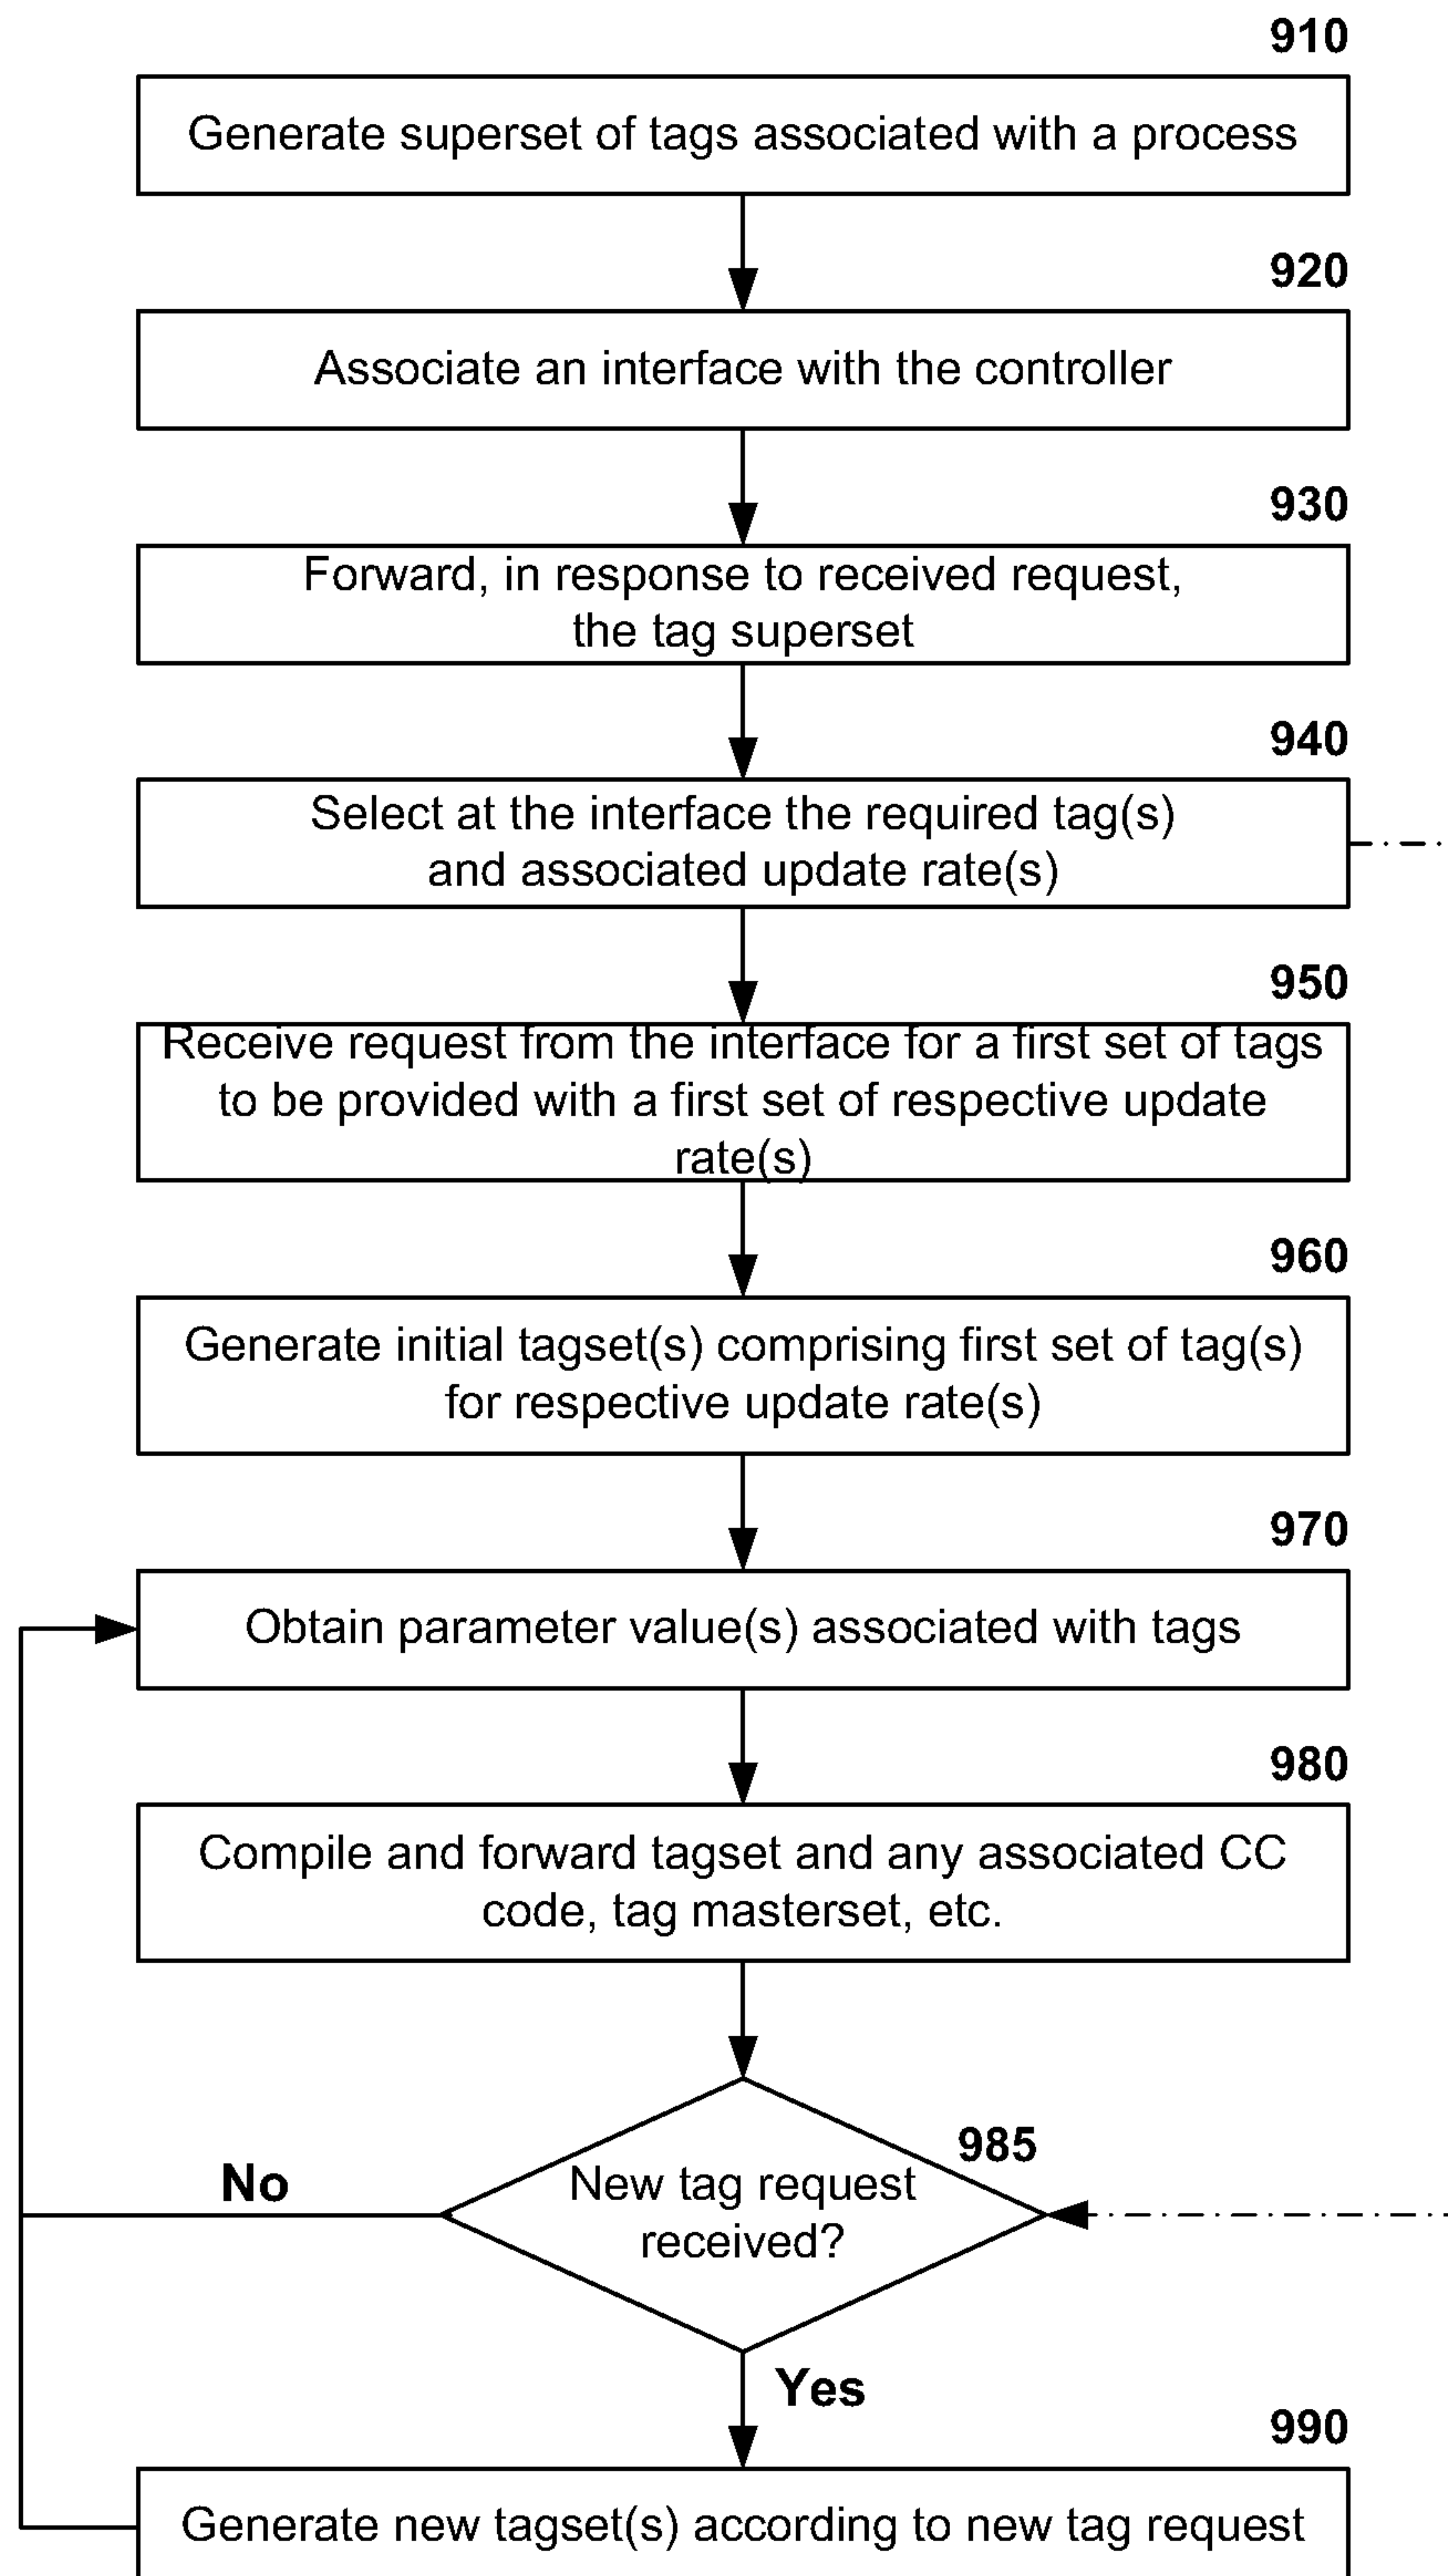 910
Generate superset of tags associated with a process
920
Associate an interface with the controller
930
Forward, in response to received request,
the tag superset
940
Select at the interface the required tag(s)
and associated update rate(s)
950
Receive request from the interface for a first set of tags
to be provided with a first set of respective update
rate(s)
960
Generate initial tagset(s) comprising first set of tag(s)
for respective update rate(s)
970
Obtain parameter value(s) associated with tags
980
Compile and forward tagset and any associated CC
code, tag masterset, etc.
985
New tag request
received?
No
Yes
990
Generate new tagset(s) according to new tag request